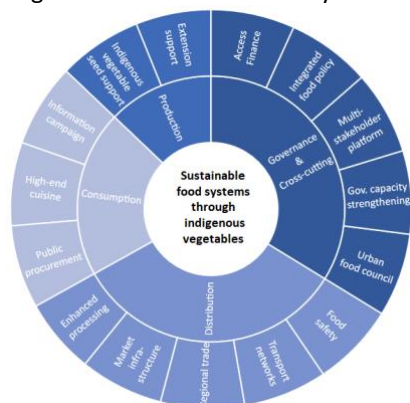 Sustainable
food systems
through
indigenous
vegetables
Production
Indigenous
vegetable
seed support
Extension
support
Governance
&
Cross-cutting
Access
Finance
Integrated
food policy
Multi-
stakeholder
platform
Gov. capacity
strengthening
Urban
food council
Distribution
Food
safety
Transport
networks
Regional trade
Market
infra-
structure
Enhanced
processing
Consumption
Public
procurement
High-end
cuisine
Information
campaign